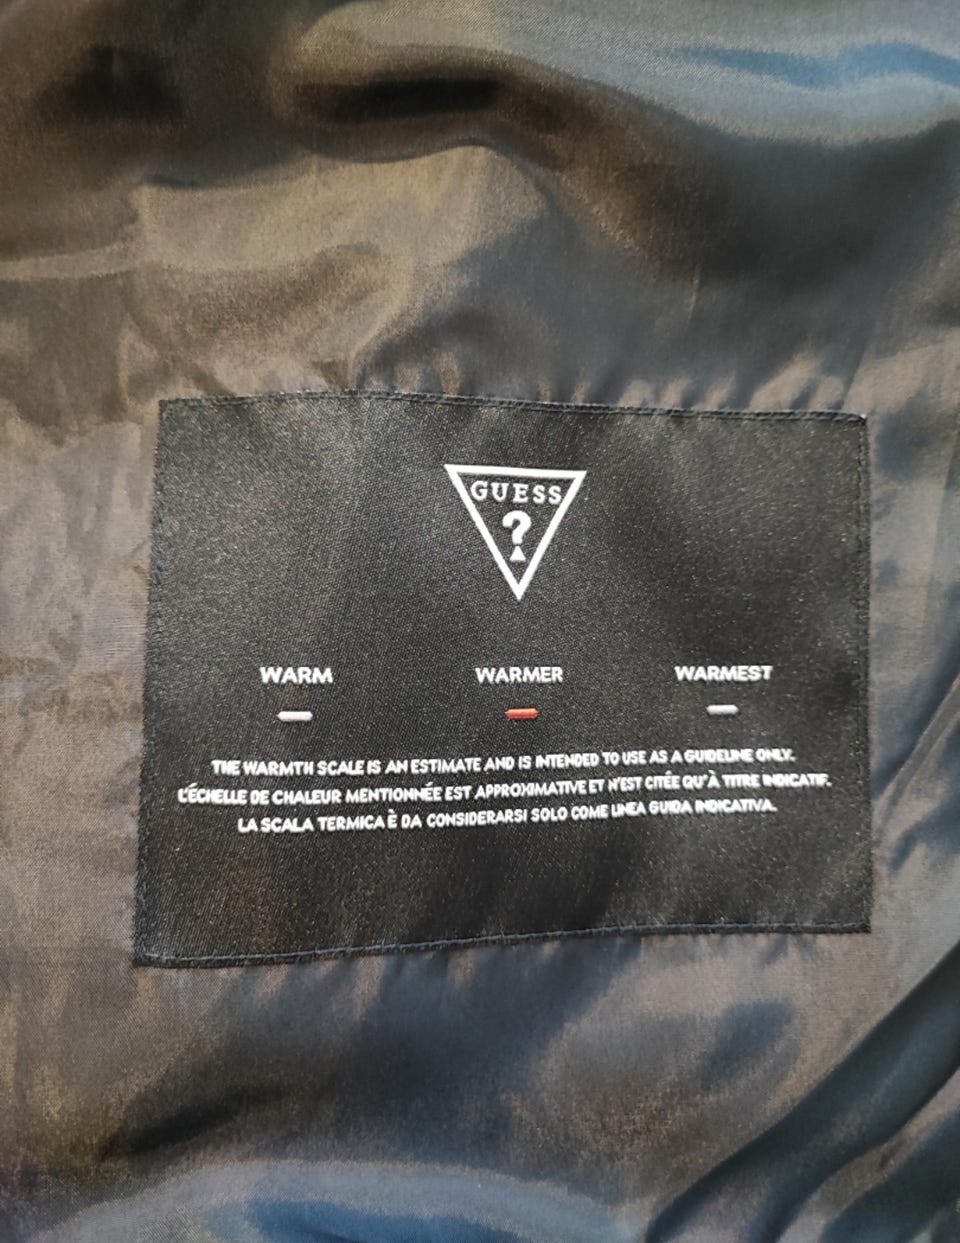 GUESS
?
WARM WARMER WARMEST
THE WARMTH SCALE IS AN ESTIMATE AND IS INTENDED TO USE AS A GUIDELINE ONLY.
L'ÉCHELLE DE CHALEUR MENTIONNÉE EST APPROXIMATIVE ET N'EST CITÉE QU'À TITRE INDICATIF.
LA SCALA TERMICA È DA CONSIDERARSI SOLO COME LINEA GUIDA INDICATIVA.